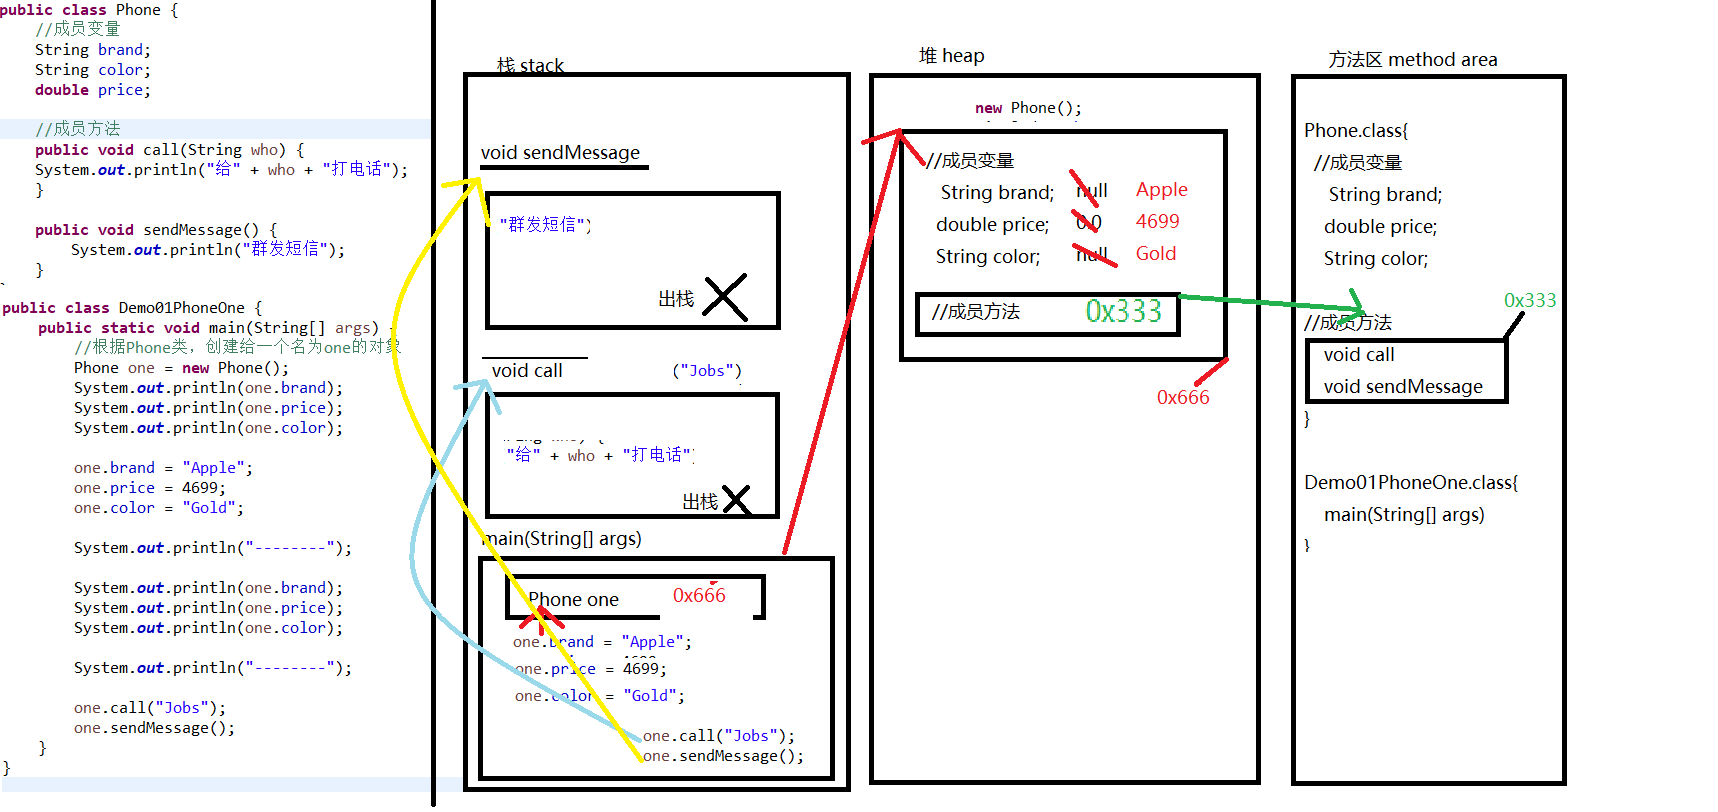 public class Phone {
//成员变量
String brand;
String color;
double price;
//成员方法
public void call(String who) {
System.out.println("给" + who + "打电话");
}
public void sendMessage() {
System.out.println("群发短信");
}
public class Demo01PhoneOne {
public static void main(String[] args) {
//根据Phone类，创建给一个名为one的对象
Phone one = new Phone();
System.out.println(one.brand);
System.out.println(one.price);
System.out.println(one.color);
one.brand = "Apple";
one.price = 4699;
one.color = "Gold";
System.out.println("--------");
System.out.println(one.brand);
System.out.println(one.price);
System.out.println(one.color);
System.out.println("--------");
one.call("Jobs");
one.sendMessage();
}
}
栈 stack
void sendMessage
"群发短信")
出栈
void call ("Jobs")
"给" + who + "打电话"
出栈
main(String[] args)
Phone one 0x666
one.brand = "Apple";
one.price = 4699;
one.color = "Gold";
one.call("Jobs");
one.sendMessage();
堆 heap
new Phone();
//成员变量
String brand; null Apple
double price; 0.0 4699
String color; null Gold
//成员方法 0x333
0x666
方法区 method area
Phone.class{
//成员变量
String brand;
double price;
String color;
0x333
//成员方法
void call
void sendMessage
}
Demo01PhoneOne.class{
main(String[] args)
}